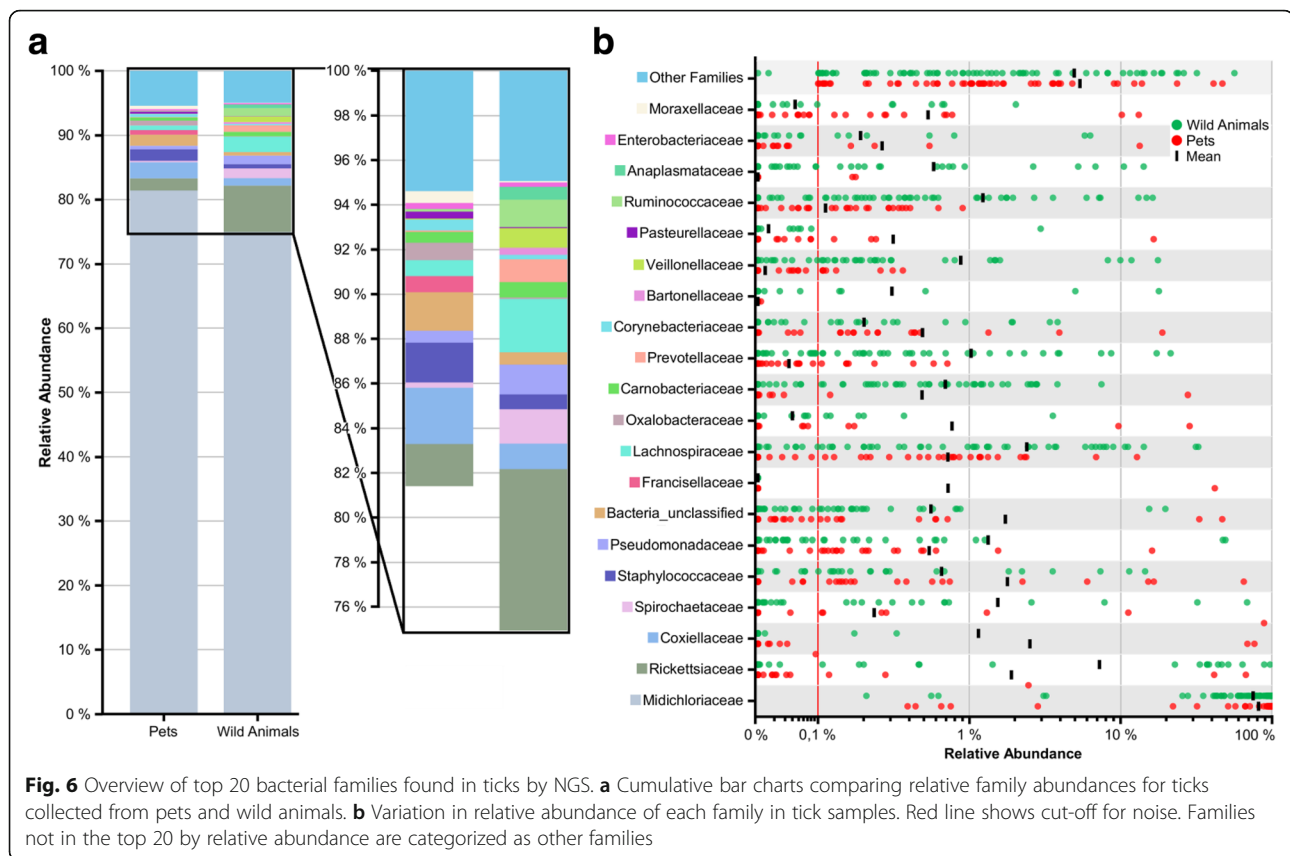 a
100 %
90 %
80 %
70 %
60 %
50 %
40 %
30 %
20 %
10 %
0 %
Relative Abundance
Pets
Wild Animals
100 %
98 %
96 %
94 %
92 %
90 %
88 %
86 %
84 %
82 %
80 %
78 %
76 %
b
Other Families
Moraxellaceae
Enterobacteriaceae
Anaplasmataceae
Ruminococcaceae
Pasteurellaceae
Veillonellaceae
Bartonellaceae
Corynebacteriaceae
Prevotellaceae
Carnobacteriaceae
Oxalobacteraceae
Lachnospiraceae
Francisellaceae
Bacteria_unclassified
Pseudomonadaceae
Staphylococcaceae
Spirochaetaceae
Coxiellaceae
Rickettsiaceae
Midichloriaceae
Wild Animals
Pets
Mean
0 %
0,1 %
1 %
10 %
100 %
Relative Abundance
Fig. 6 Overview of top 20 bacterial families found in ticks by NGS. a Cumulative bar charts comparing relative family abundances for ticks
collected from pets and wild animals. b Variation in relative abundance of each family in tick samples. Red line shows cut-off for noise. Families
not in the top 20 by relative abundance are categorized as other families